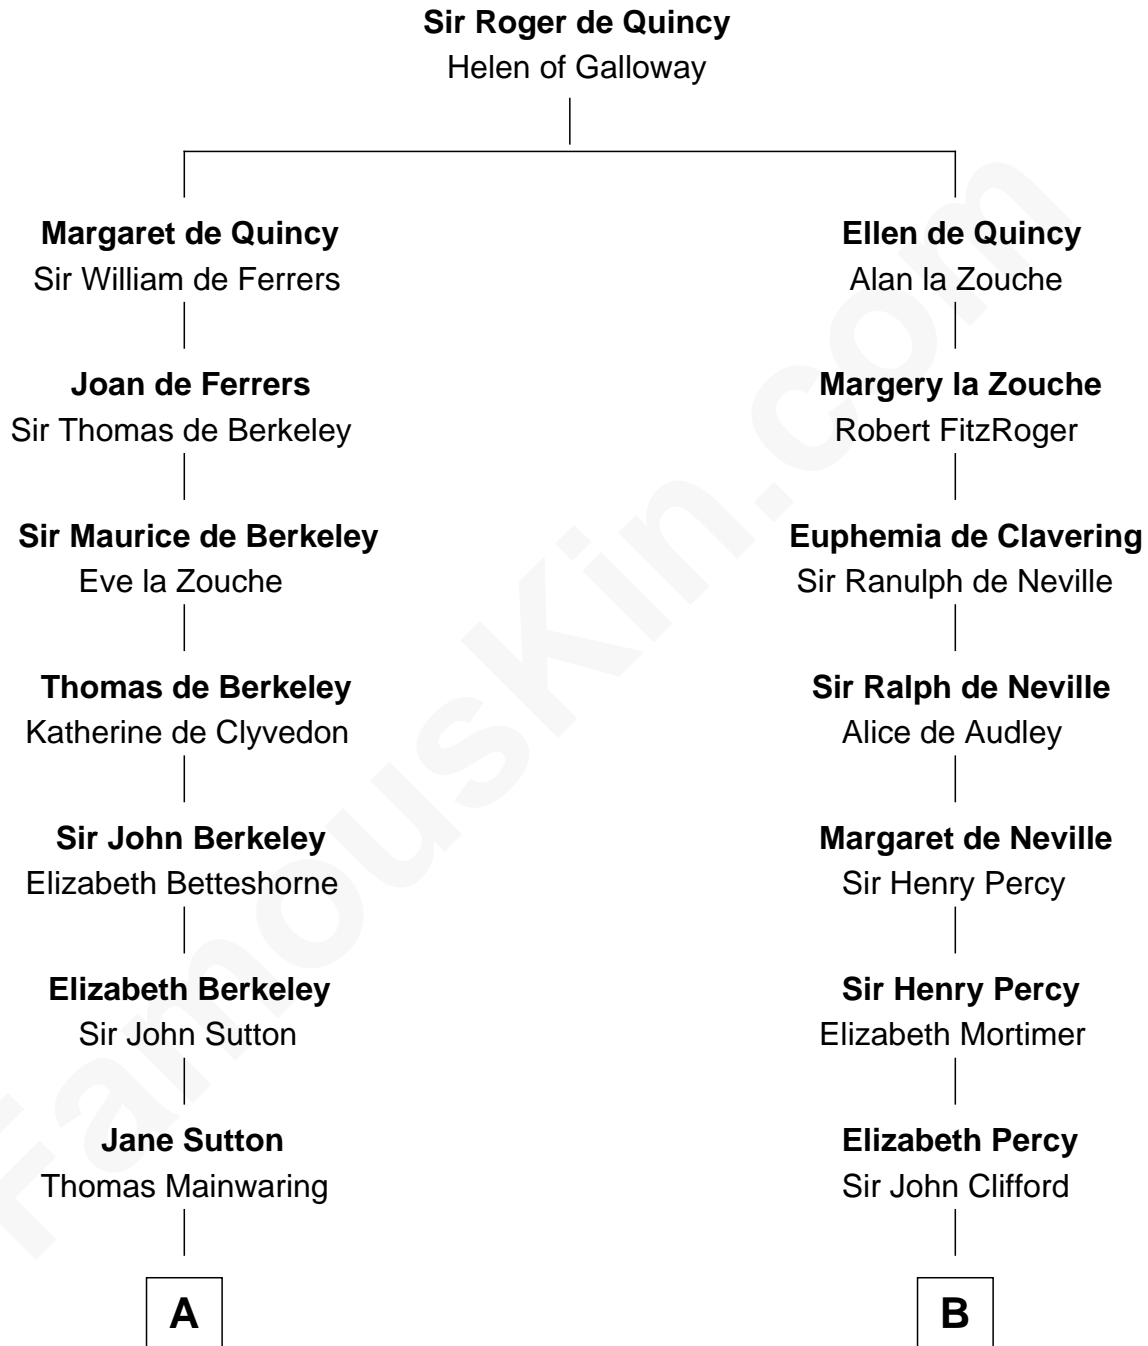 Sir Roger de Quincy
Helen of Galloway
Margaret de Quincy
Sir William de Ferrers
Ellen de Quincy
Alan la Zouche
Joan de Ferrers
Sir Thomas de Berkeley
Margery la Zouche
Robert FitzRoger
Sir Maurice de Berkeley
Eve la Zouche
Euphemia de Clavering
Sir Ranulph de Neville
Thomas de Berkeley
Katherine de Clyvedon
Sir Ralph de Neville
Alice de Audley
Sir John Berkeley
Elizabeth Betteshorne
Margaret de Neville
Sir Henry Percy
Elizabeth Berkeley
Sir John Sutton
Sir Henry Percy
Elizabeth Mortimer
Jane Sutton
Thomas Mainwaring
Elizabeth Percy
Sir John Clifford
A
B
FamousKin.com